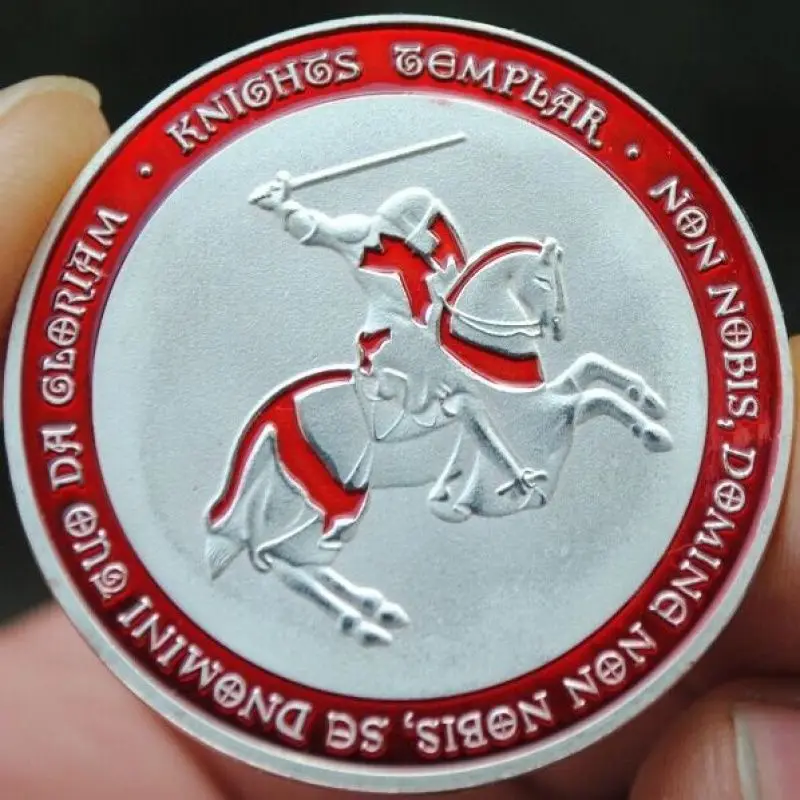 · KNIGHTS TEMPLAR ·
NON NOBIS, DOMINE NON NOBIS, SE DNOMINI TUO DA GLORIAM